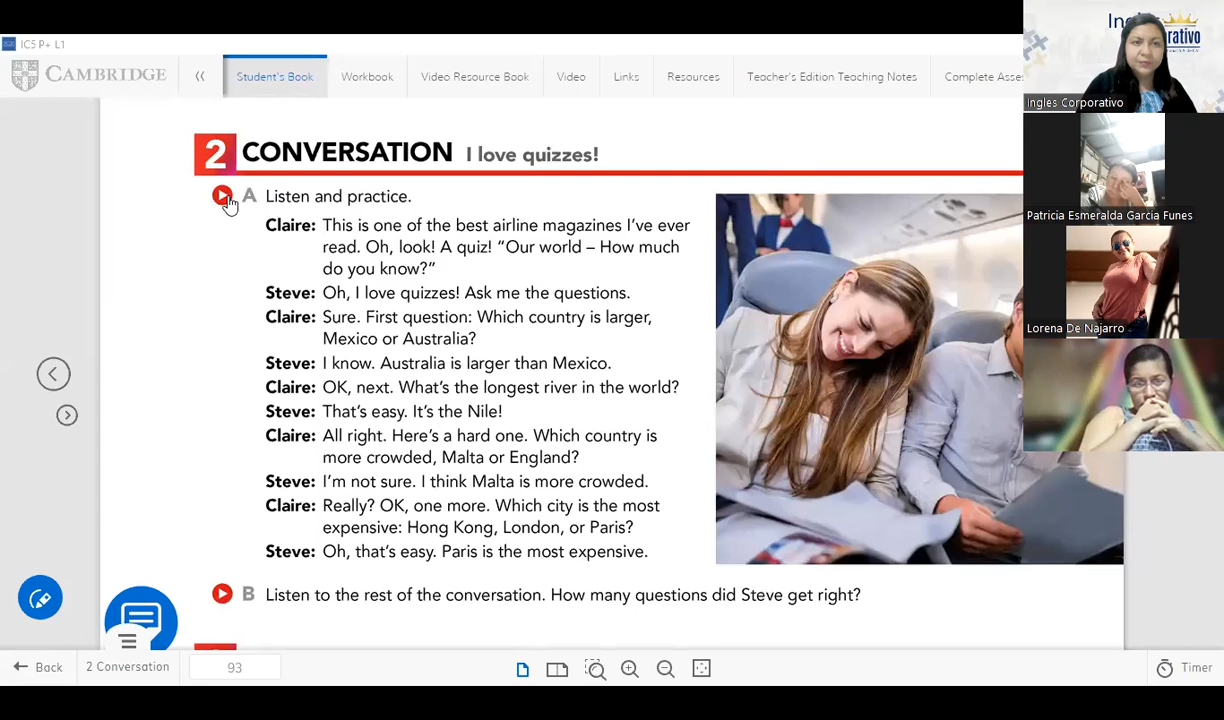 IC5 P+ L1
CAMBRIDGE
Student's Book
Workbook
Video Resource Book
Video
Links
Resources
Teacher's Edition Teaching Notes
Complete Asses
Ingles Corporativo
Patricia Esmeralda Garcia Funes
Lorena De Najarro
2 CONVERSATION I love quizzes!
A Listen and practice.
Claire: This is one of the best airline magazines I've ever
read. Oh, look! A quiz! “Our world – How much
do you know?”
Steve: Oh, I love quizzes! Ask me the questions.
Claire: Sure. First question: Which country is larger,
Mexico or Australia?
Steve: I know. Australia is larger than Mexico.
Claire: OK, next. What's the longest river in the world?
Steve: That's easy. It's the Nile!
Claire: All right. Here's a hard one. Which country is
more crowded, Malta or England?
Steve: I'm not sure. I think Malta is more crowded.
Claire: Really? OK, one more. Which city is the most
expensive: Hong Kong, London, or Paris?
Steve: Oh, that's easy. Paris is the most expensive.
B Listen to the rest of the conversation. How many questions did Steve get right?
Back
2 Conversation
93
Timer